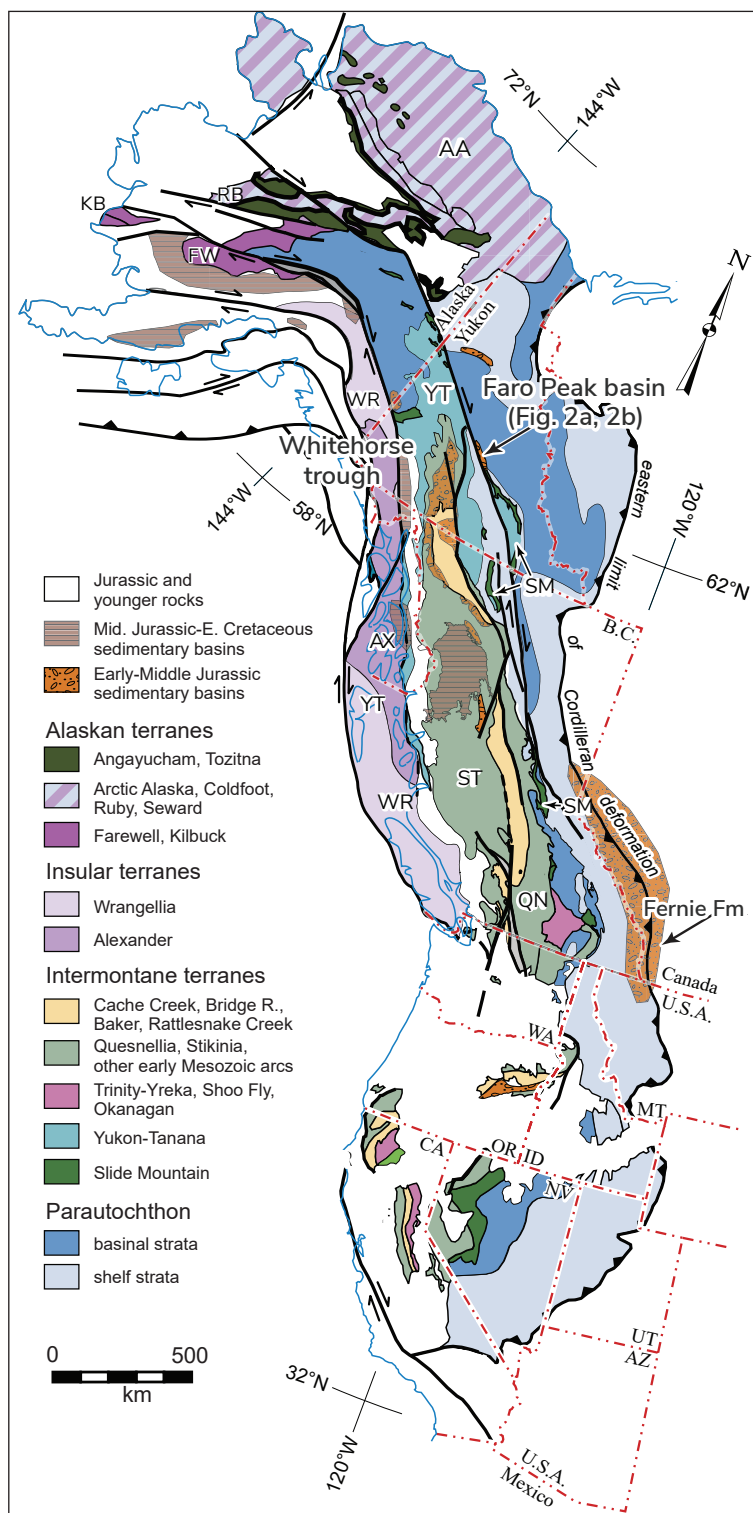 72°N
144°W
AA
KB
RB
FW
N
Alaska
Yukon
YT
Faro Peak basin
(Fig. 2a, 2b)
WR
Whitehorse
trough
144°W
58°N
eastern
limit
of
Cordilleran
deformation
120°W
62°N
SM
B.C.
AX
YT
ST
WR
SM
QN
Fernie Fm
Canada
U.S.A.
WA
MT
CA
OR
ID
NV
UT
AZ
32°N
120°W
U.S.A.
Mexico
Jurassic and
younger rocks
Mid. Jurassic-E. Cretaceous
sedimentary basins
Early-Middle Jurassic
sedimentary basins
Alaskan terranes
Angayucham, Tozitna
Arctic Alaska, Coldfoot,
Ruby, Seward
Farewell, Kilbuck
Insular terranes
Wrangellia
Alexander
Intermontane terranes
Cache Creek, Bridge R.,
Baker, Rattlesnake Creek
Quesnellia, Stikinia,
other early Mesozoic arcs
Trinity-Yreka, Shoo Fly,
Okanagan
Yukon-Tanana
Slide Mountain
Parautochthon
basinal strata
shelf strata
0 500
km